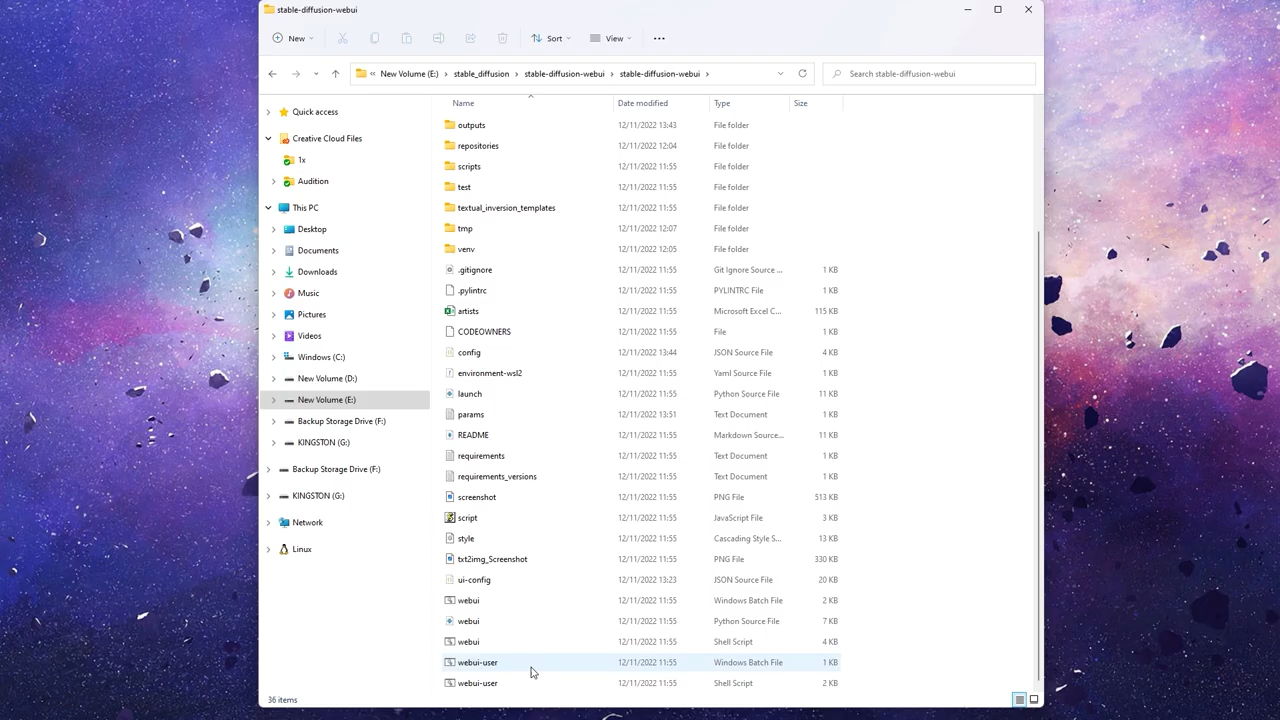 stable-diffusion-webui
New
Sort
View
« New Volume (E:) > stable_diffusion > stable-diffusion-webui > stable-diffusion-webui >
Search stable-diffusion-webui
Quick access
Creative Cloud Files
1x
Audition
This PC
Desktop
Documents
Downloads
Music
Pictures
Videos
Windows (C:)
New Volume (D:)
New Volume (E:)
Backup Storage Drive (F:)
KINGSTON (G:)
Backup Storage Drive (F:)
KINGSTON (G:)
Network
Linux
Name Date modified Type Size
outputs 12/11/2022 13:43 File folder
repositories 12/11/2022 12:04 File folder
scripts 12/11/2022 11:55 File folder
test 12/11/2022 11:55 File folder
textual_inversion_templates 12/11/2022 11:55 File folder
tmp 12/11/2022 12:07 File folder
venv 12/11/2022 12:05 File folder
.gitignore 12/11/2022 11:55 Git Ignore Source ... 1 KB
.pylintrc 12/11/2022 11:55 PYLINTRC File 1 KB
artists 12/11/2022 11:55 Microsoft Excel C... 115 KB
CODEOWNERS 12/11/2022 11:55 File 1 KB
config 12/11/2022 13:44 JSON Source File 4 KB
environment-wsl2 12/11/2022 11:55 Yaml Source File 1 KB
launch 12/11/2022 11:55 Python Source File 11 KB
params 12/11/2022 13:51 Text Document 1 KB
README 12/11/2022 11:55 Markdown Source... 11 KB
requirements 12/11/2022 11:55 Text Document 1 KB
requirements_versions 12/11/2022 11:55 Text Document 1 KB
screenshot 12/11/2022 11:55 PNG File 513 KB
script 12/11/2022 11:55 JavaScript File 3 KB
style 12/11/2022 11:55 Cascading Style S... 13 KB
txt2img_Screenshot 12/11/2022 11:55 PNG File 330 KB
ui-config 12/11/2022 13:23 JSON Source File 20 KB
webui 12/11/2022 11:55 Windows Batch File 2 KB
webui 12/11/2022 11:55 Python Source File 7 KB
webui 12/11/2022 11:55 Shell Script 4 KB
webui-user 12/11/2022 11:55 Windows Batch File 1 KB
webui-user 12/11/2022 11:55 Shell Script 2 KB
36 items